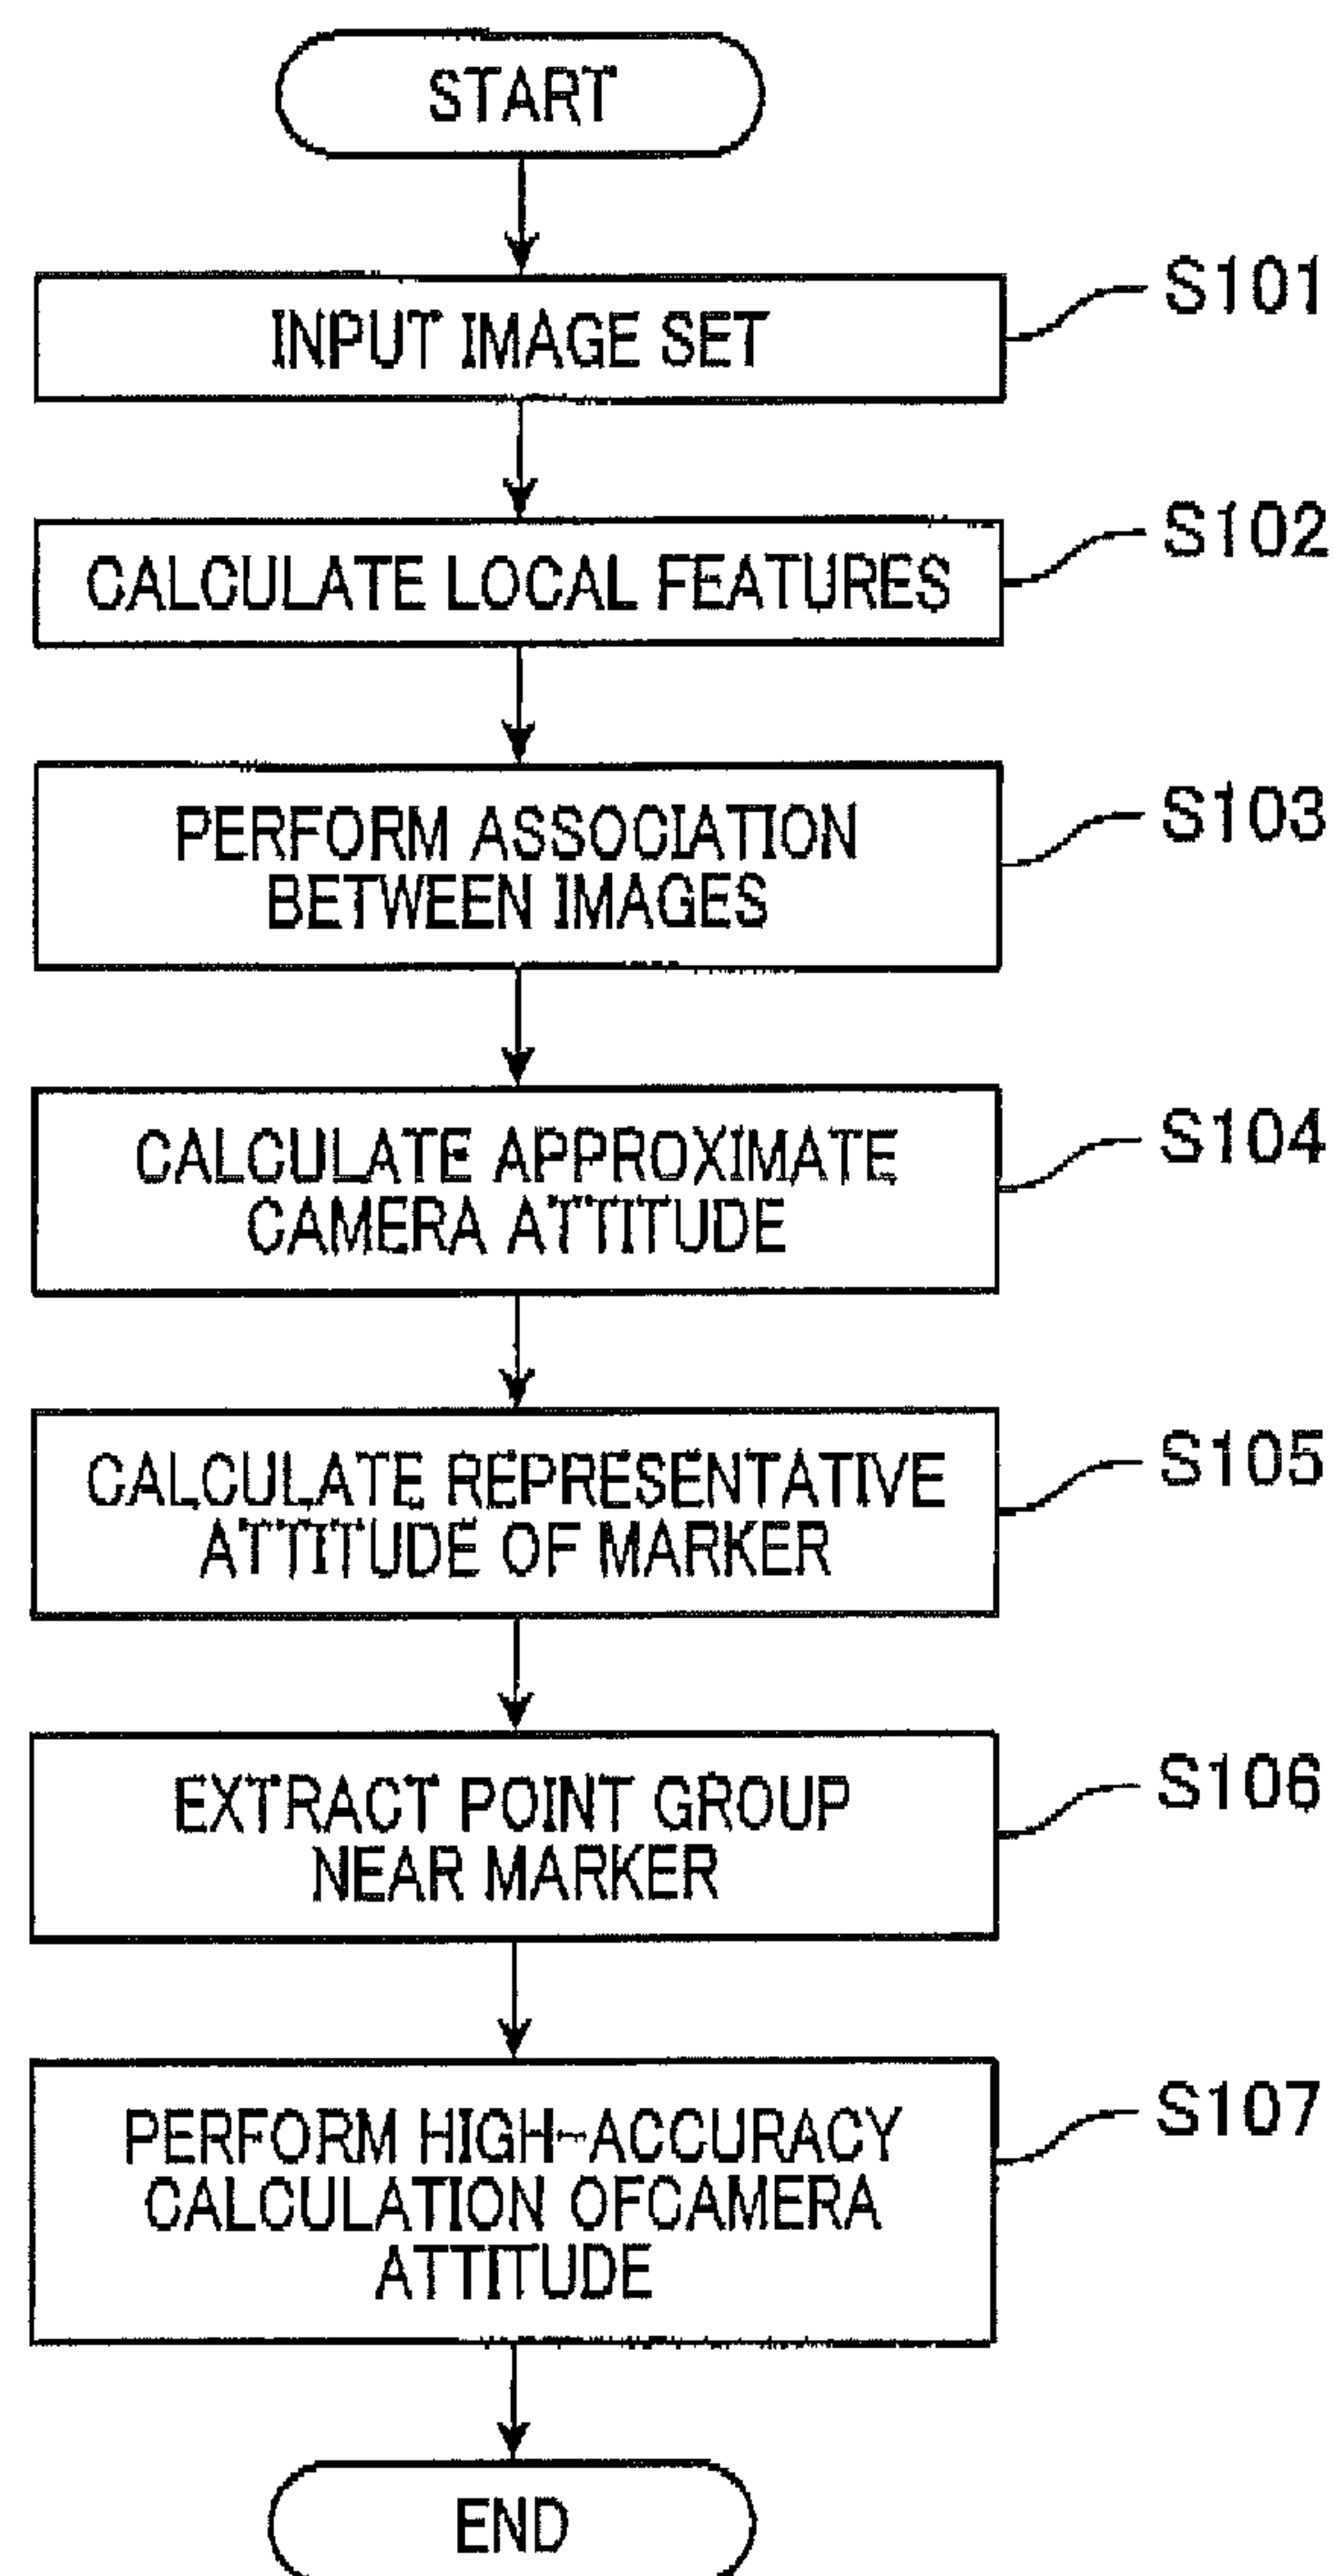 START
INPUT IMAGE SET
S101
CALCULATE LOCAL FEATURES
S102
PERFORM ASSOCIATION
BETWEEN IMAGES
S103
CALCULATE APPROXIMATE
CAMERA ATTITUDE
S104
CALCULATE REPRESENTATIVE
ATTITUDE OF MARKER
S105
EXTRACT POINT GROUP
NEAR MARKER
S106
PERFORM HIGH-ACCURACY
CALCULATION OFCAMERA
ATTITUDE
S107
END